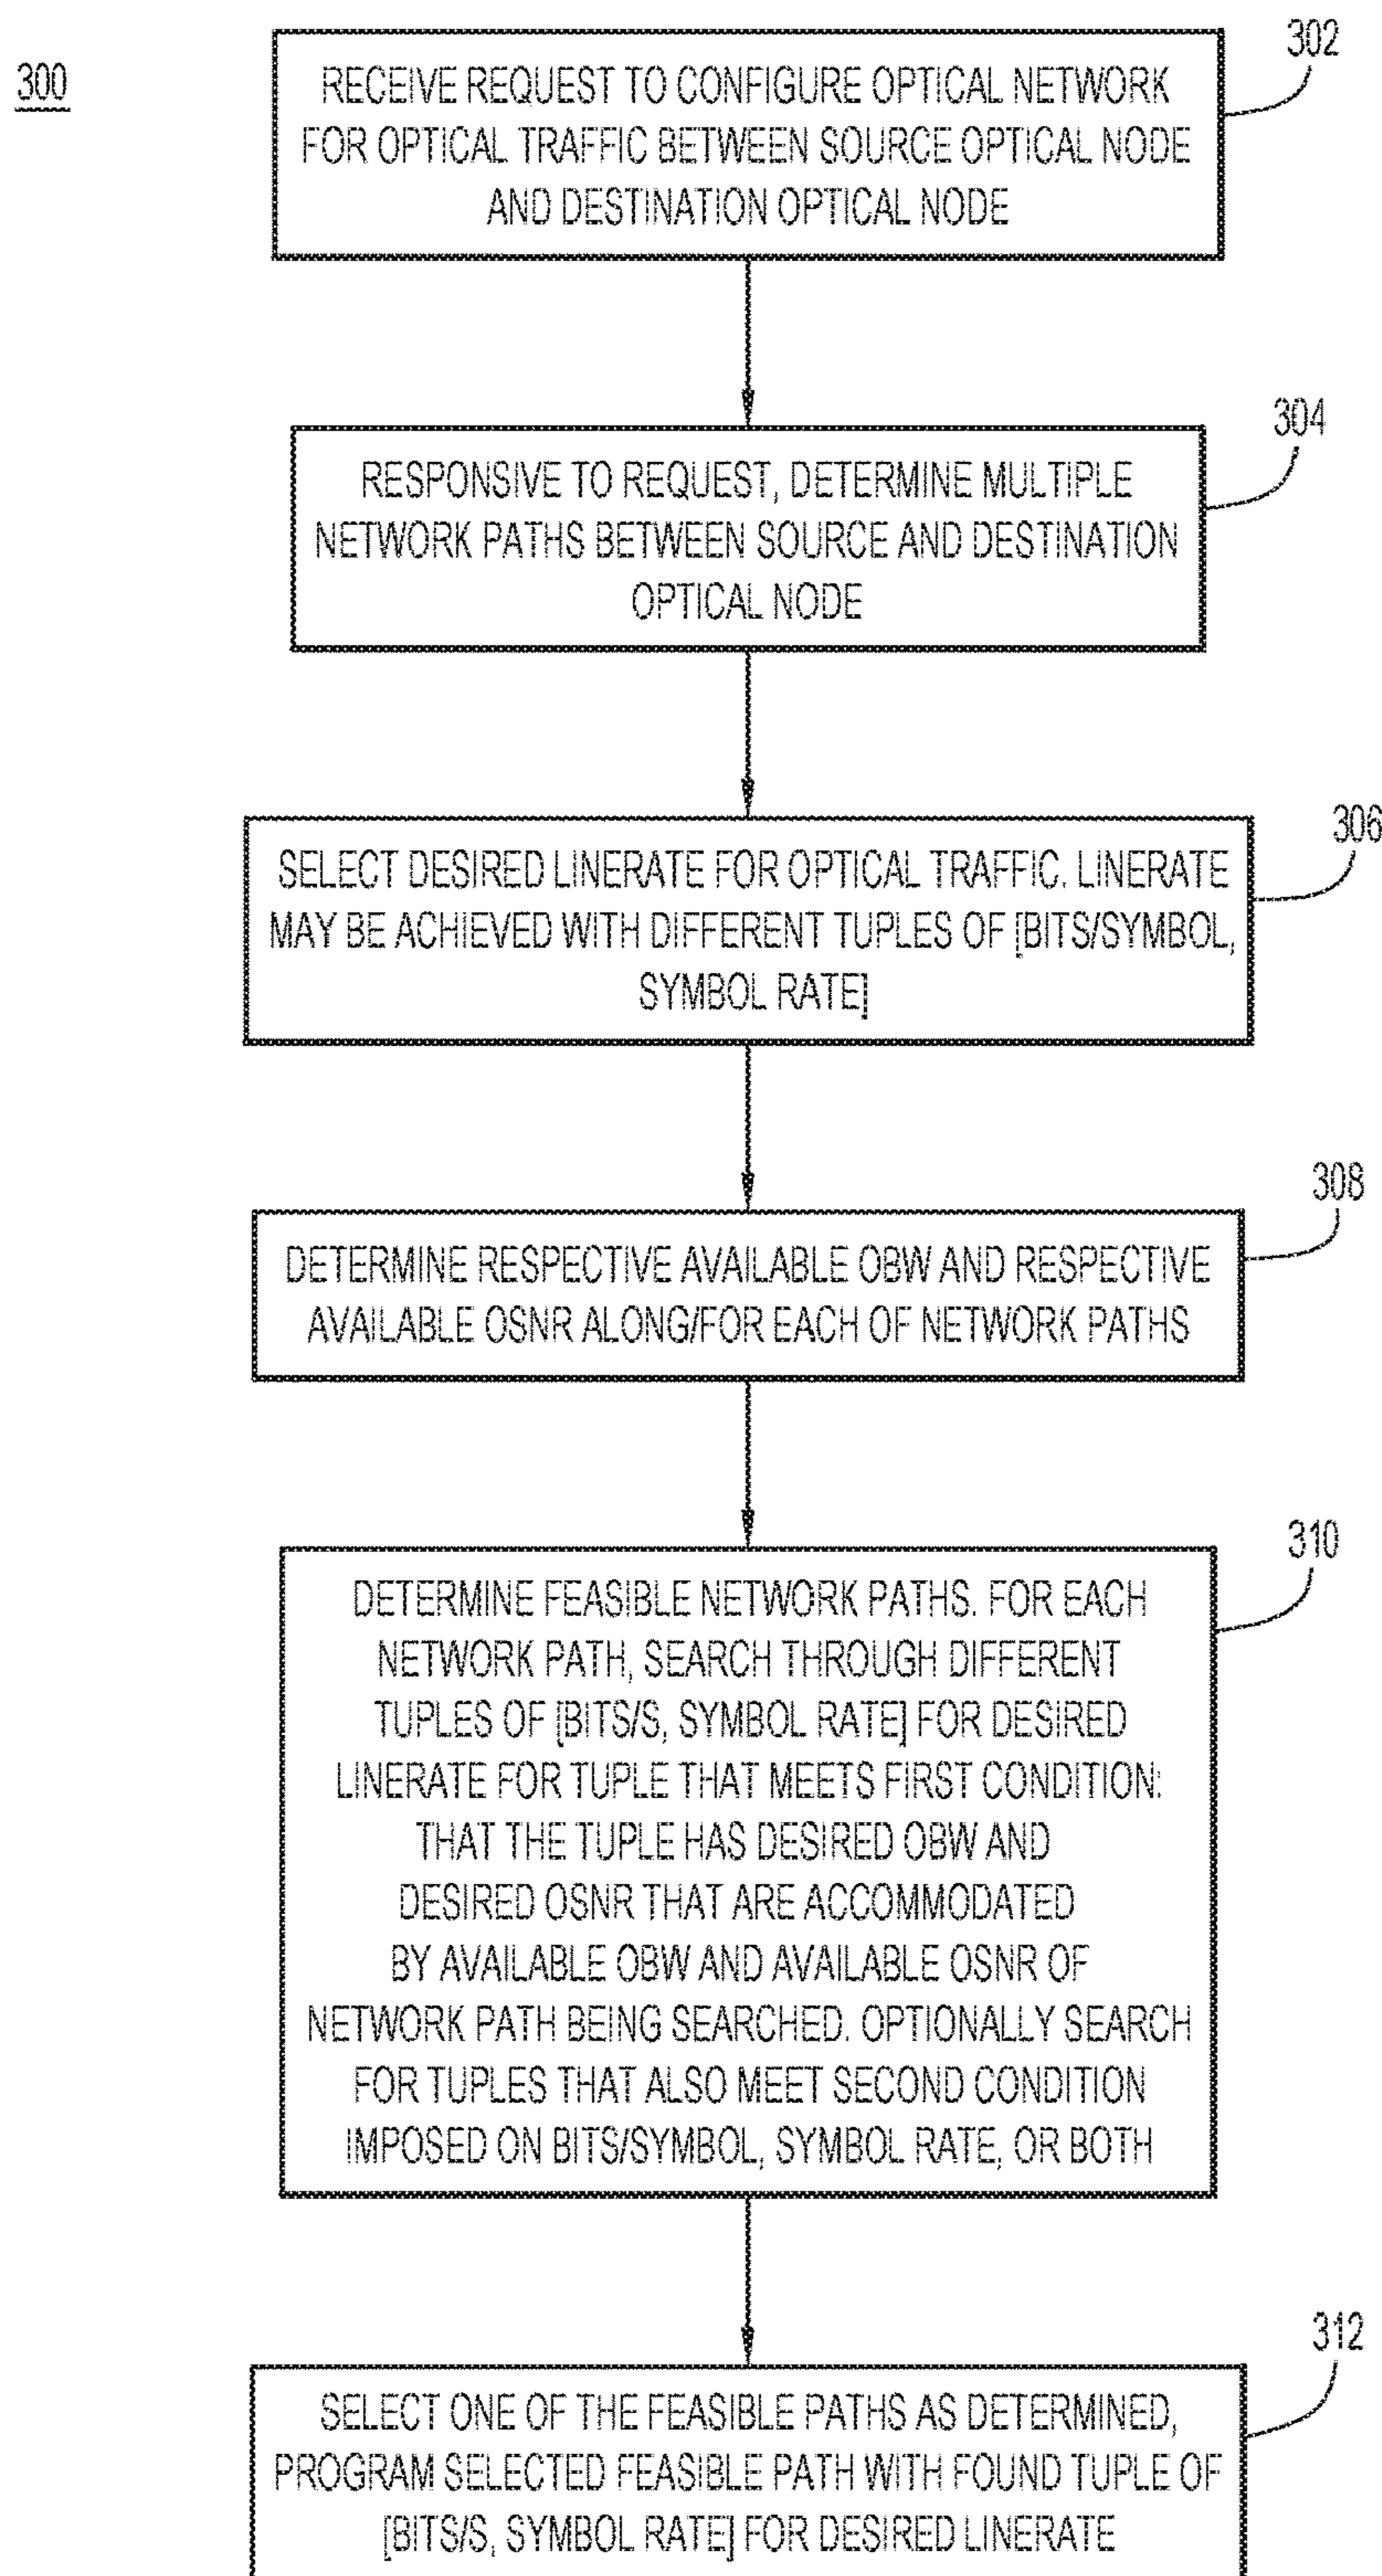 300
302
RECEIVE REQUEST TO CONFIGURE OPTICAL NETWORK
FOR OPTICAL TRAFFIC BETWEEN SOURCE OPTICAL NODE
AND DESTINATION OPTICAL NODE
304
RESPONSIVE TO REQUEST, DETERMINE MULTIPLE
NETWORK PATHS BETWEEN SOURCE AND DESTINATION
OPTICAL NODE
306
SELECT DESIRED LINERATE FOR OPTICAL TRAFFIC. LINERATE
MAY BE ACHIEVED WITH DIFFERENT TUPLES OF [BITS/SYMBOL,
SYMBOL RATE]
308
DETERMINE RESPECTIVE AVAILABLE OBW AND RESPECTIVE
AVAILABLE OSNR ALONG/FOR EACH OF NETWORK PATHS
310
DETERMINE FEASIBLE NETWORK PATHS. FOR EACH
NETWORK PATH, SEARCH THROUGH DIFFERENT
TUPLES OF [BITS/S, SYMBOL RATE] FOR DESIRED
LINERATE FOR TUPLE THAT MEETS FIRST CONDITION:
THAT THE TUPLE HAS DESIRED OBW AND
DESIRED OSNR THAT ARE ACCOMMODATED
BY AVAILABLE OBW AND AVAILABLE OSNR OF
NETWORK PATH BEING SEARCHED. OPTIONALLY SEARCH
FOR TUPLES THAT ALSO MEET SECOND CONDITION
IMPOSED ON BITS/SYMBOL, SYMBOL RATE, OR BOTH
312
SELECT ONE OF THE FEASIBLE PATHS AS DETERMINED,
PROGRAM SELECTED FEASIBLE PATH WITH FOUND TUPLE OF
[BITS/S, SYMBOL RATE] FOR DESIRED LINERATE